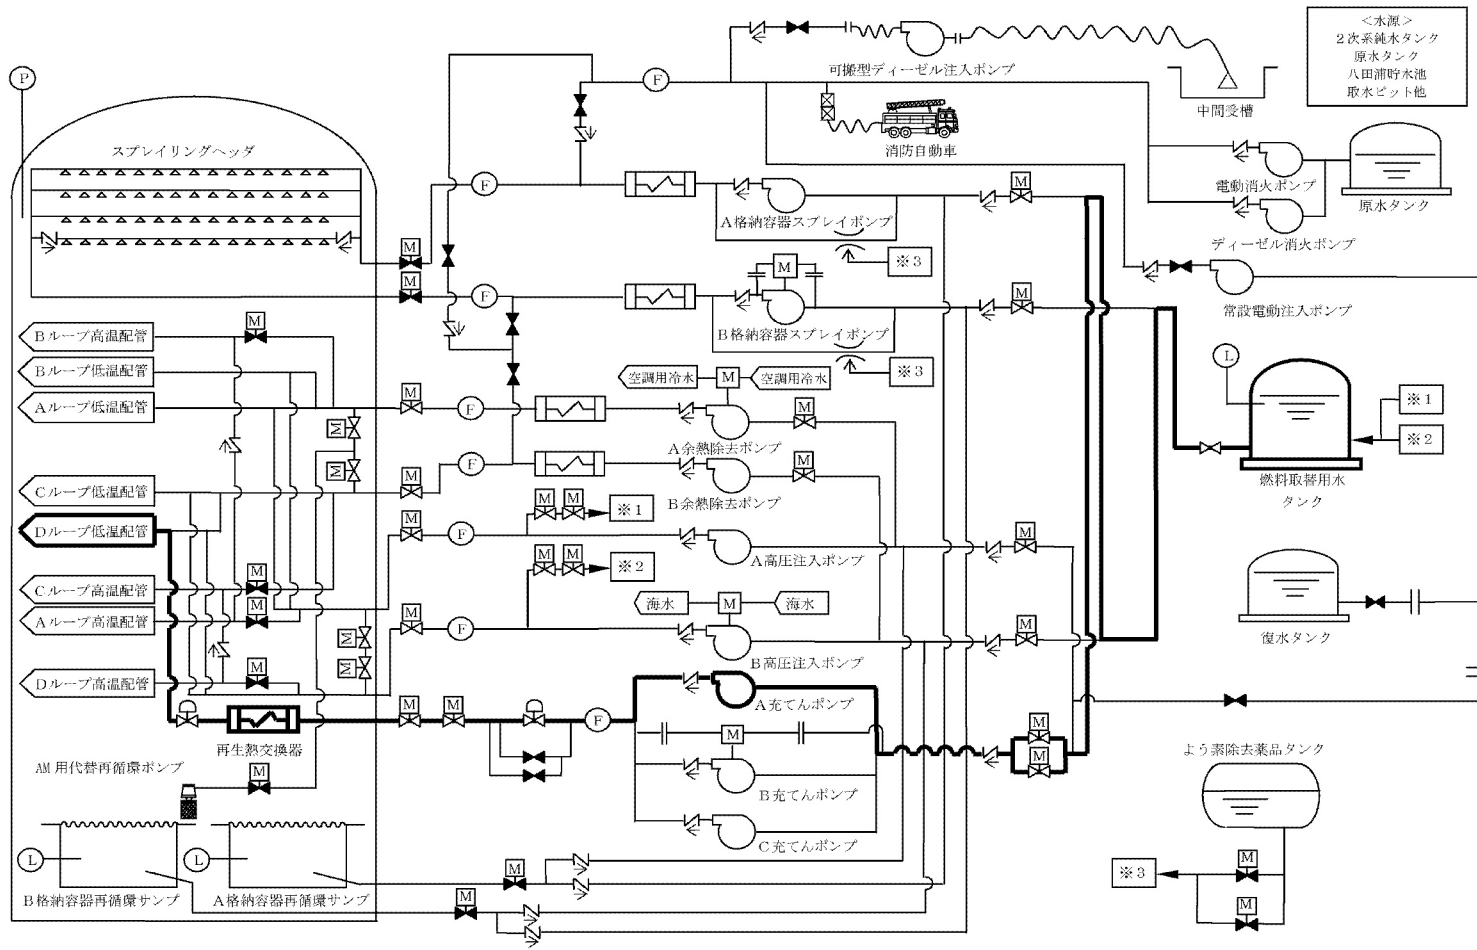 <水源>
2次系純水タンク
原水タンク
八田浦貯水池
取水ピット他
P
F
可搬型ディーゼル注入ポンプ
中間受槽
消防自動車
スプレイリングヘッダ
F
M
電動消火ポンプ
原水タンク
A格納容器スプレイポンプ
ディーゼル消火ポンプ
M
※3
M
M
F
M
常設電動注入ポンプ
Bループ高温配管
M
B格納容器スプレイポンプ
L
Bループ低温配管
空調用冷水
M
空調用冷水
※3
Aループ低温配管
M
F
M
※1
M
A余熱除去ポンプ
※2
M
M
F
M
燃料取替用水
タンク
Cループ低温配管
B余熱除去ポンプ
M
M
※1
Dループ低温配管
M
F
M
A高圧注入ポンプ
M
M
※2
Cループ高温配管
M
海水
M
海水
Aループ高温配管
M
M
F
M
復水タンク
M
B高圧注入ポンプ
M
Dループ高温配管
M
M
M
F
A充てんポンプ
M
再生熱交換器
M
よう素除去薬品タンク
AM用代替再循環ポンプ
M
M
B充てんポンプ
C充てんポンプ
L
L
M
M
※3
B格納容器再循環サンプ
A格納容器再循環サンプ
M
M